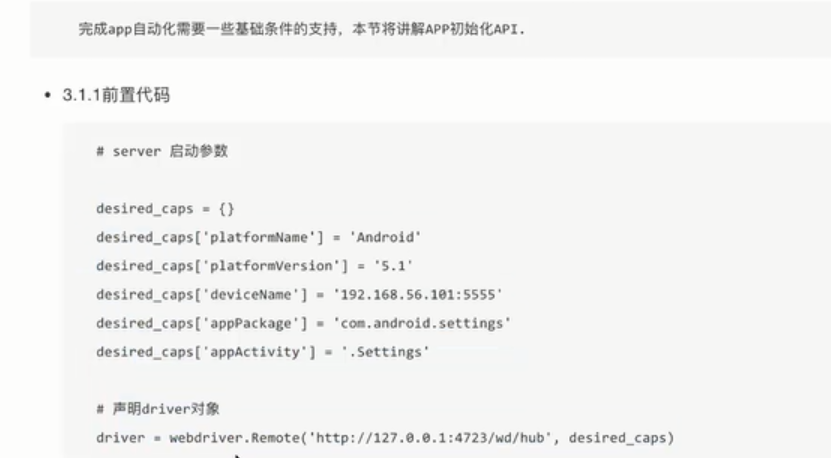 完成app自动化需要一些基础条件的支持，本节将讲解APP初始化API.
• 3.1.1前置代码
# server 启动参数
desired_caps = {}
desired_caps['platformName'] = 'Android'
desired_caps['platformVersion'] = '5.1'
desired_caps['deviceName'] = '192.168.56.101:5555'
desired_caps['appPackage'] = 'com.android.settings'
desired_caps['appActivity'] = '.Settings'
# 声明driver对象
driver = webdriver.Remote('http://127.0.0.1:4723/wd/hub', desired_caps)